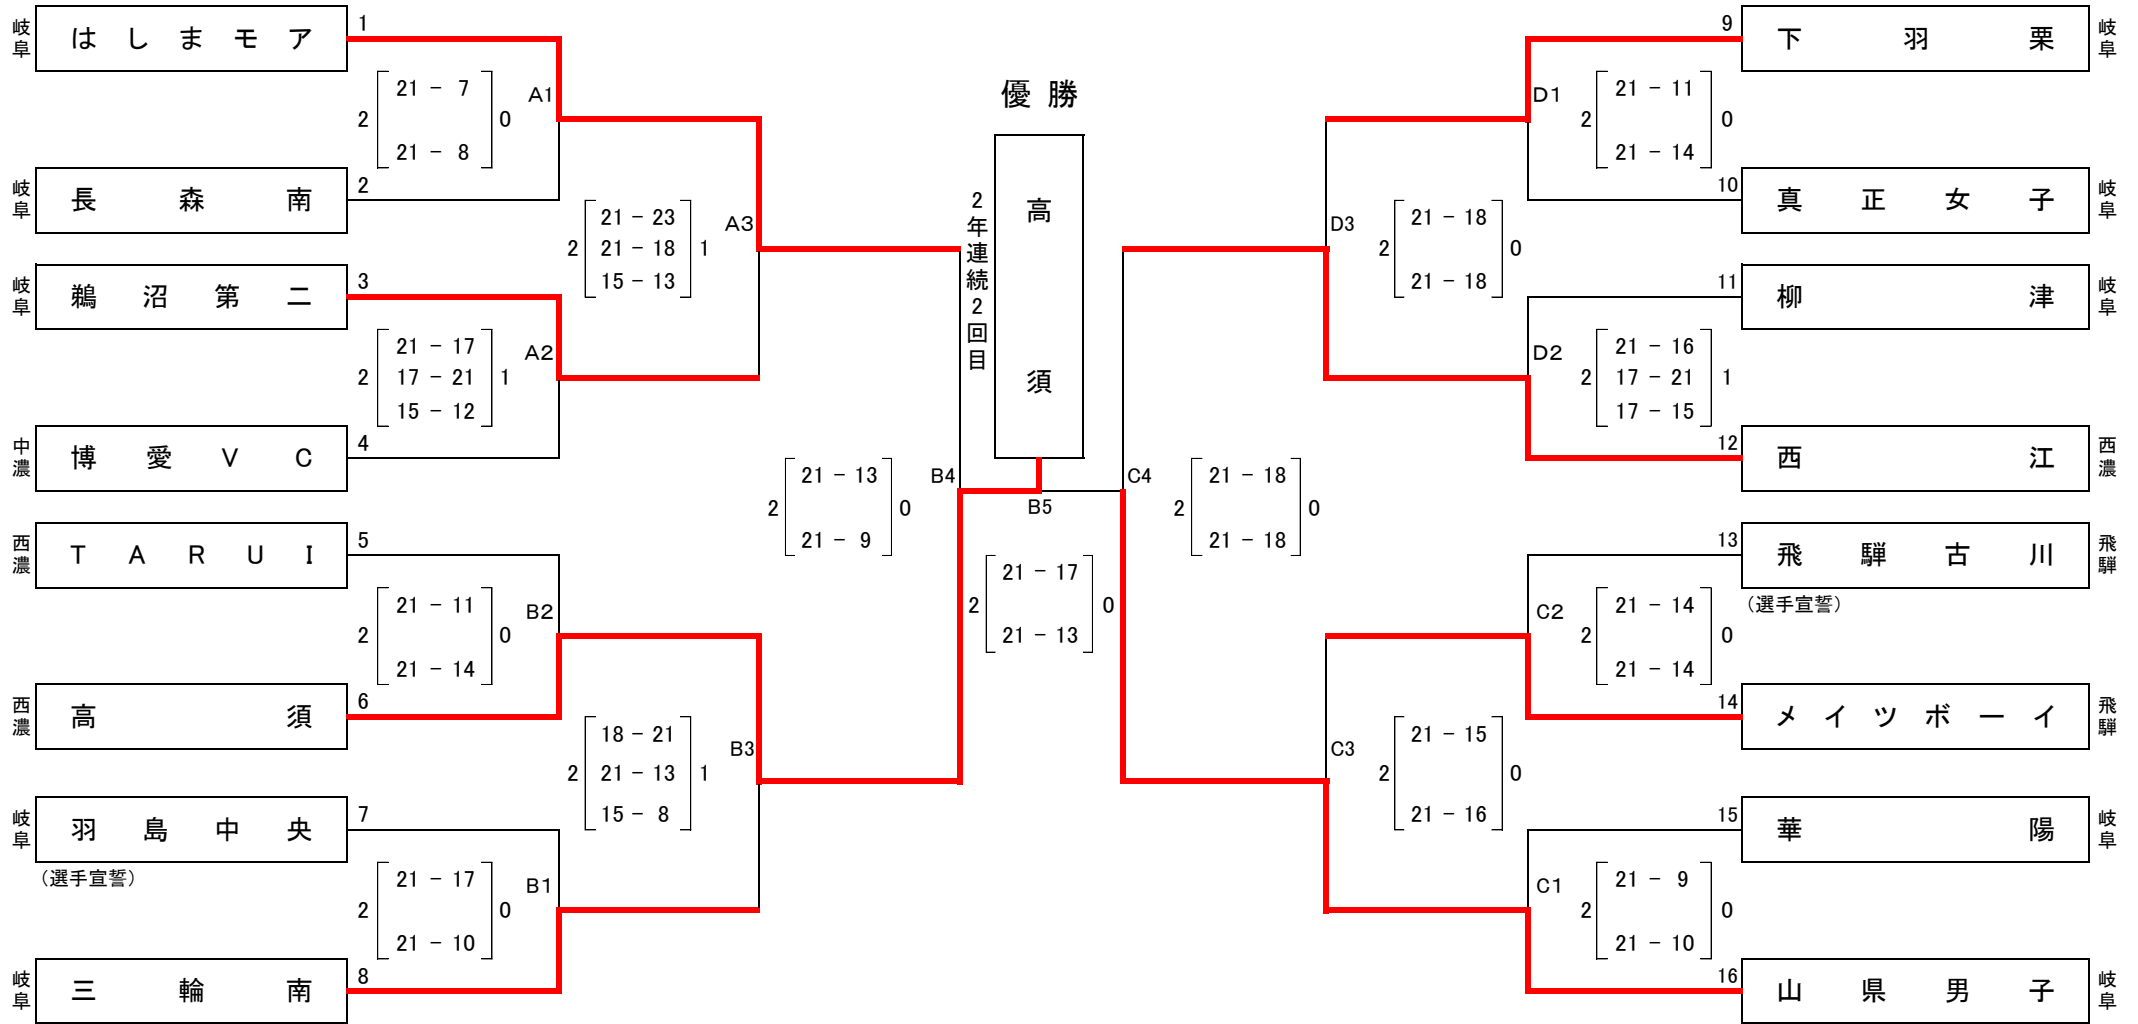 優勝
高須
2年連続2回目
岐阜
はしまモア
1
21 － 7
21 － 8
2
0
A1
岐阜
長森南
2
21 － 23
21 － 18
15 － 13
2
1
A3
岐阜
鵜沼第二
3
21 － 17
17 － 21
15 － 12
2
1
A2
中濃
博愛VC
4
21 － 13
21 － 9
2
0
B4
西濃
TARUI
5
21 － 11
21 － 14
2
0
B2
西濃
高須
6
18 － 21
21 － 13
15 － 8
2
1
B3
岐阜
羽島中央
(選手宣誓)
7
21 － 17
21 － 10
2
0
B1
岐阜
三輪南
8
B5
21 － 17
21 － 13
2
0
9
下羽栗
岐阜
D1
21 － 11
21 － 14
2
0
10
真正女子
岐阜
D3
21 － 18
21 － 18
2
0
11
柳津
岐阜
D2
21 － 16
17 － 21
17 － 15
2
1
12
西江
西濃
C4
21 － 18
21 － 18
2
0
13
飛騨古川
(選手宣誓)
飛騨
C2
21 － 14
21 － 14
2
0
14
メイツボーイ
飛騨
C3
21 － 15
21 － 16
2
0
15
華陽
岐阜
C1
21 － 9
21 － 10
2
0
16
山県男子
岐阜